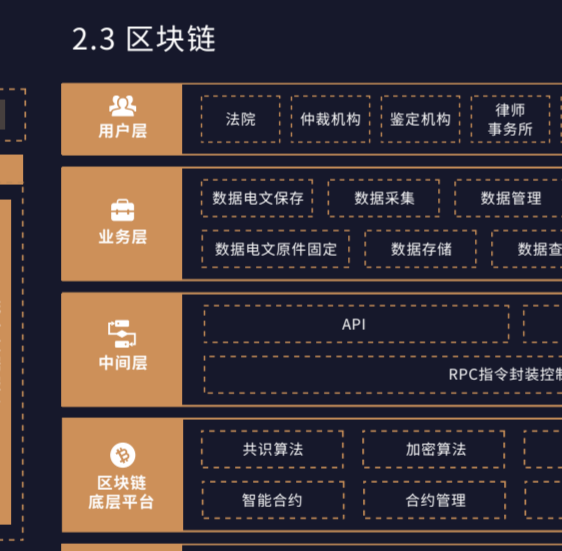 2.3 区块链
用户层
法院
仲裁机构
鉴定机构
律师
事务所
业务层
数据电文保存
数据采集
数据管理
数据电文原件固定
数据存储
数据查
中间层
API
RPC指令封装控制
区块链
底层平台
共识算法
加密算法
智能合约
合约管理